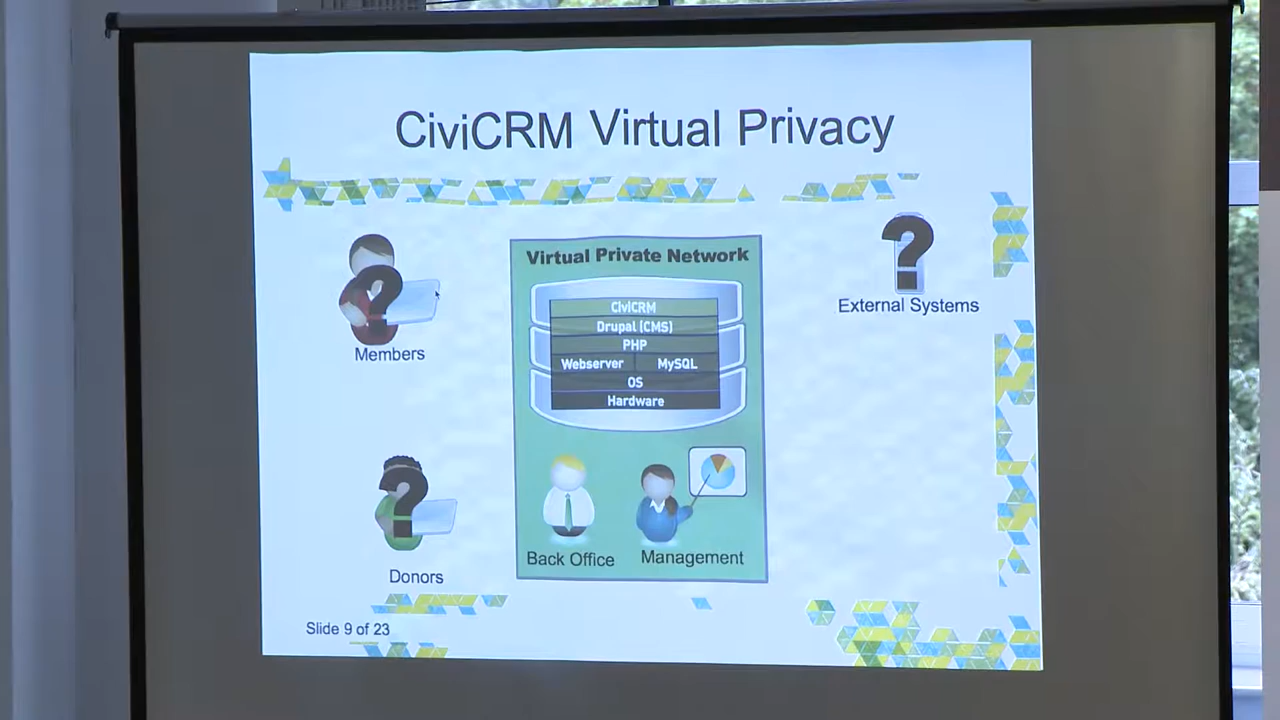 CiviCRM Virtual Privacy
Virtual Private Network
CiviCRM
Drupal (CMS)
PHP
Webserver MySQL
OS
Hardware
Members
External Systems
Donors
Back Office
Management
Slide 9 of 23